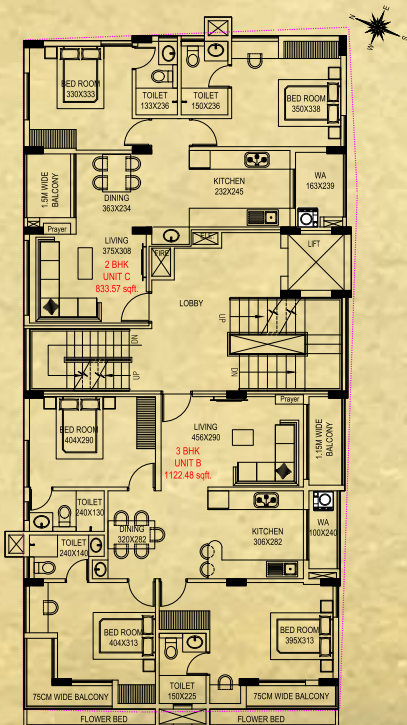 E
N
S
W
BED ROOM
330X333
TOILET
133X236
TOILET
150X236
BED ROOM
350X338
1.5M WIDE
BALCONY
DINING
363X234
KITCHEN
232X245
WA
163X239
Prayer
LIVING
375X308
2 BHK
UNIT C
833.57 sqft.
FIRE
LIFT
LOBBY
UP
DN
DN
UP
BED ROOM
404X290
LIVING
456X290
Prayer
1.15M WIDE
BALCONY
3 BHK
UNIT B
1122.48 sqft.
TOILET
240X130
DINING
320X282
KITCHEN
306X282
WA
100X240
TOILET
240X140
BED ROOM
404X313
BED ROOM
395X313
TOILET
150X225
75CM WIDE BALCONY
75CM WIDE BALCONY
FLOWER BED
FLOWER BED